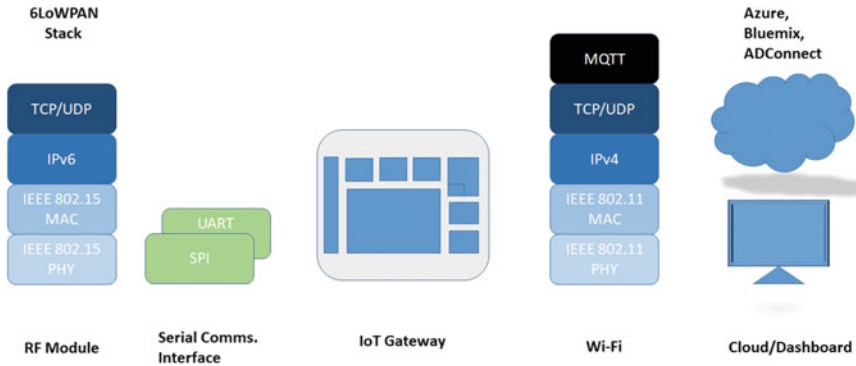 6LoWPAN
Stack
TCP/UDP
IPv6
IEEE 802.15
MAC
IEEE 802.15
PHY
RF Module
UART
SPI
Serial Comms.
Interface
IoT Gateway
MQTT
TCP/UDP
IPv4
IEEE 802.11
MAC
IEEE 802.11
PHY
Wi-Fi
Azure,
Bluemix,
ADConnect
Cloud/Dashboard